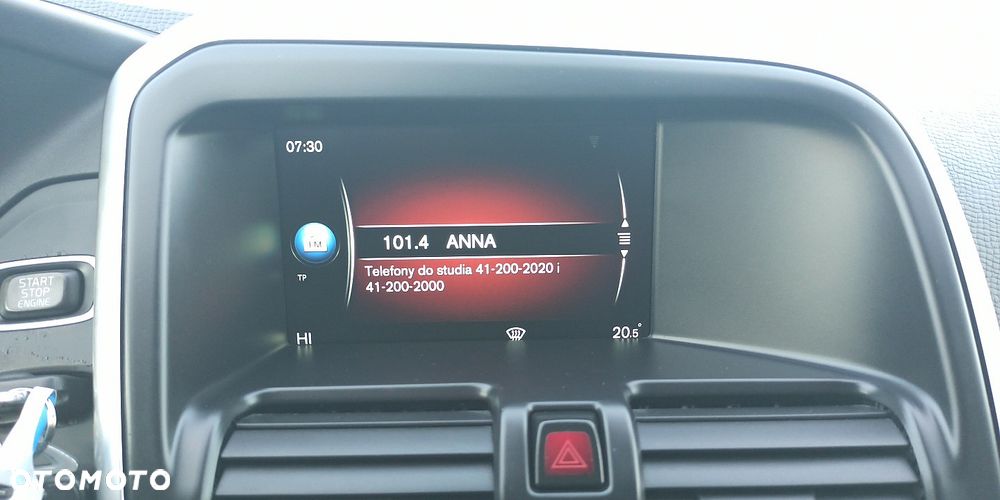 07:30
FM
101.4 ANNA
TP
Telefony do studia 41-200-2020 i
41-200-2000
START
STOP
ENGINE
HI
20.5°
OTOMOTO